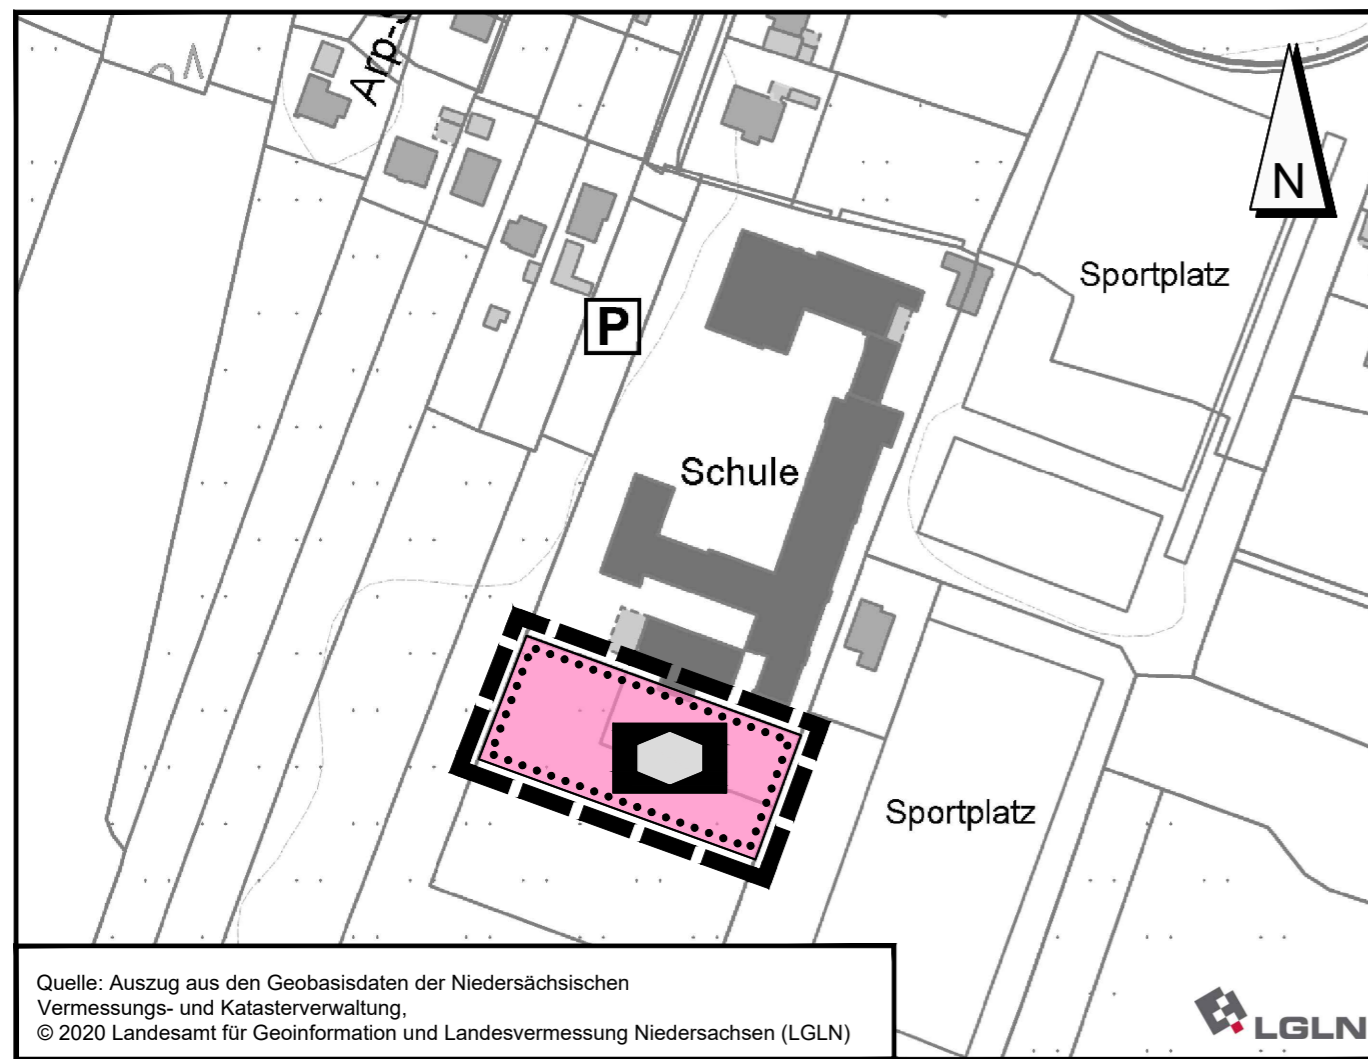 Arp-
N
Sportplatz
P
Schule
Sportplatz
Quelle: Auszug aus den Geobasisdaten der Niedersächsischen
Vermessungs- und Katasterverwaltung,
© 2020 Landesamt für Geoinformation und Landesvermessung Niedersachsen (LGLN)
LGLN